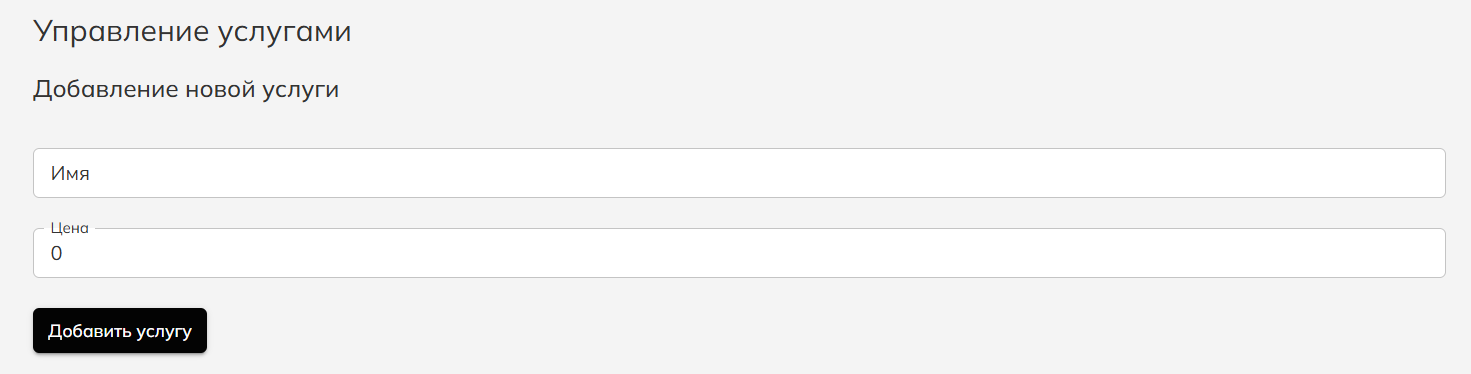 Управление услугами
Добавление новой услуги
Имя
Цена
0
Добавить услугу